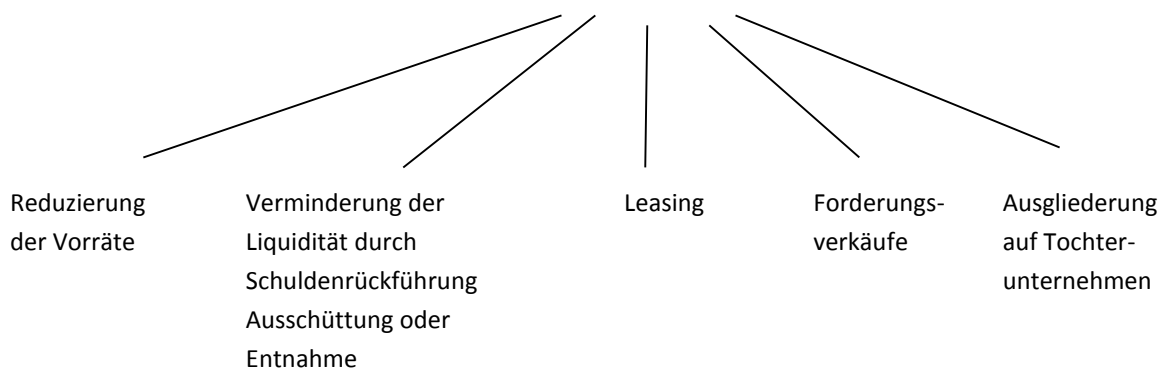 Reduzierung
der Vorräte
Verminderung der
Liquidität durch
Schuldenrückführung
Ausschüttung oder
Entnahme
Leasing
Forderungs-
verkäufe
Ausgliederung
auf Tochter-
unternehmen